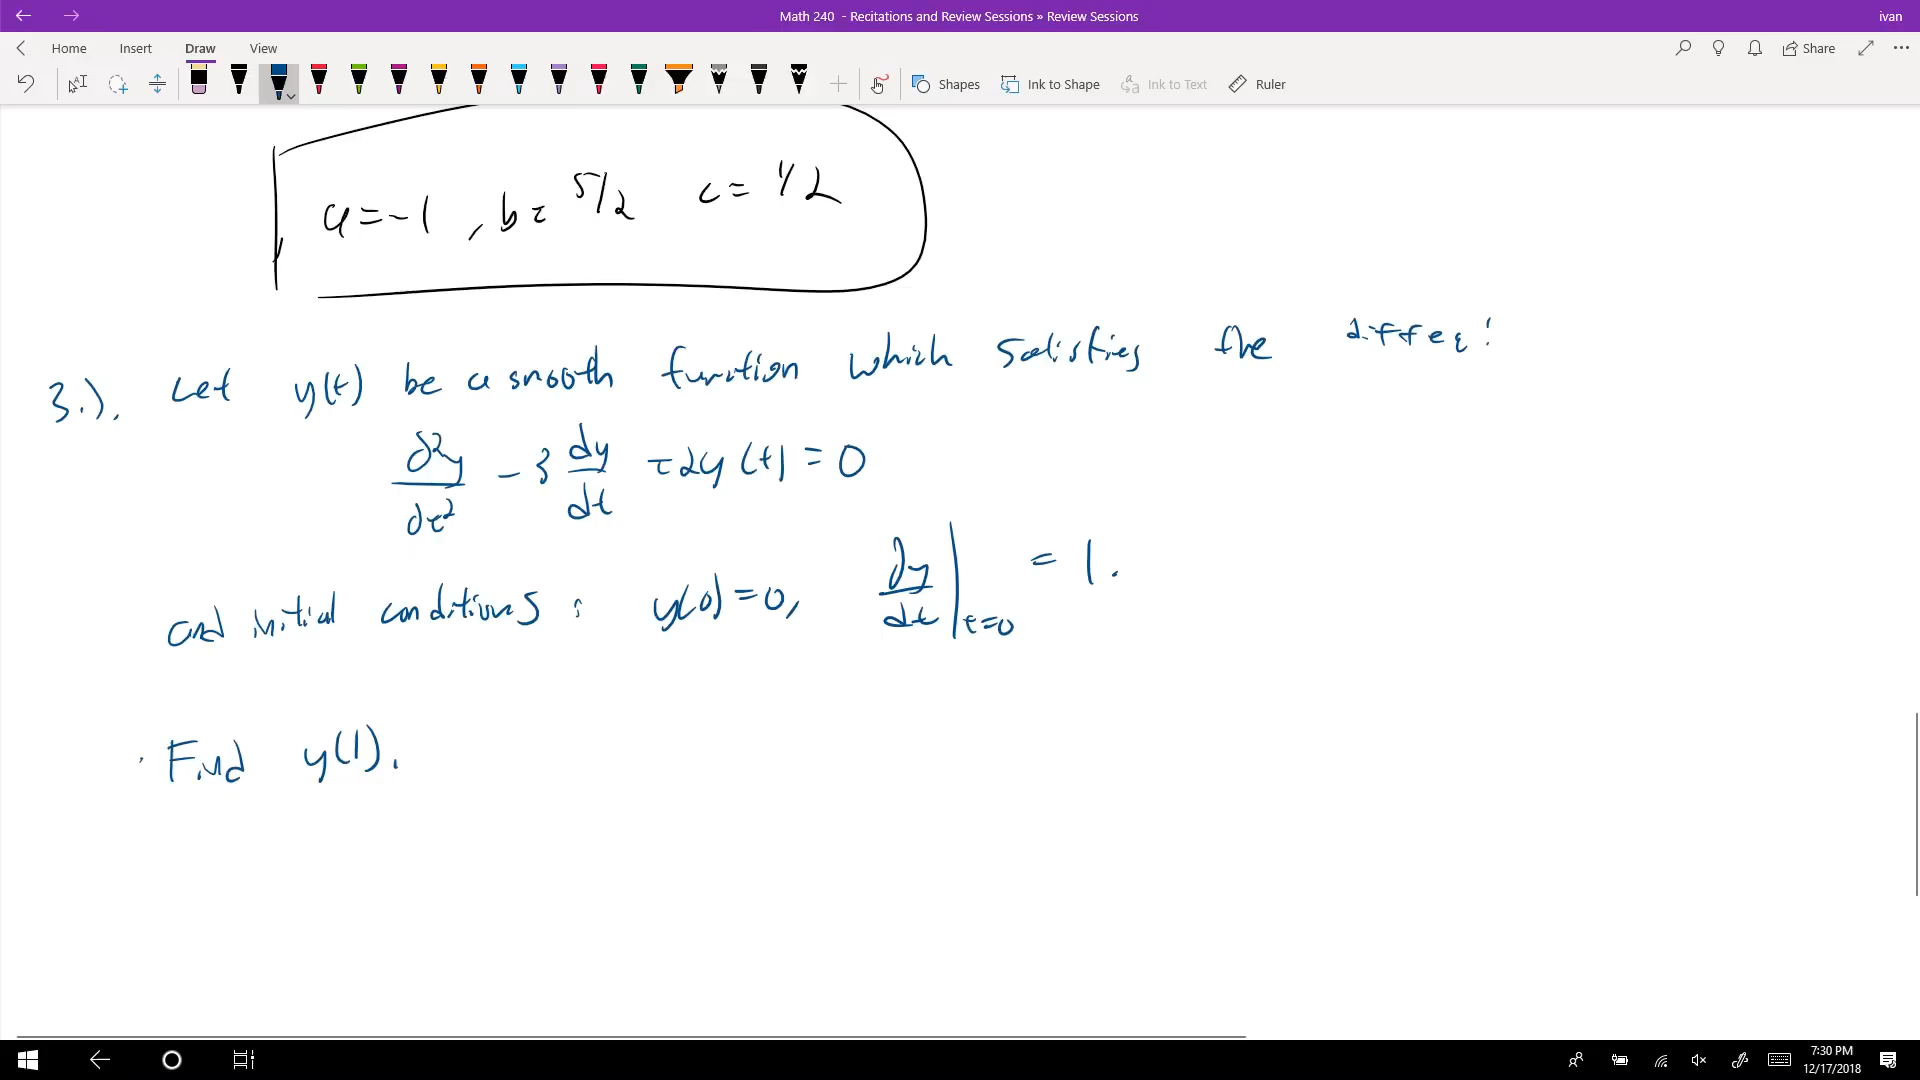 Math 240 - Recitations and Review Sessions » Review Sessions
ivan
Home Insert Draw View
Share
Shapes Ink to Shape Ink to Text Ruler
a = -1 , b = 5/2 c = 1/2
3.). Let y(t) be a smooth function which satisfies the diffeq:
d²y/dt² - 3 dy/dt + 2y(t) = 0
and initial conditions : y(0) = 0, dy/dt |t=0 = 1.
Find y(1).
7:30 PM
12/17/2018